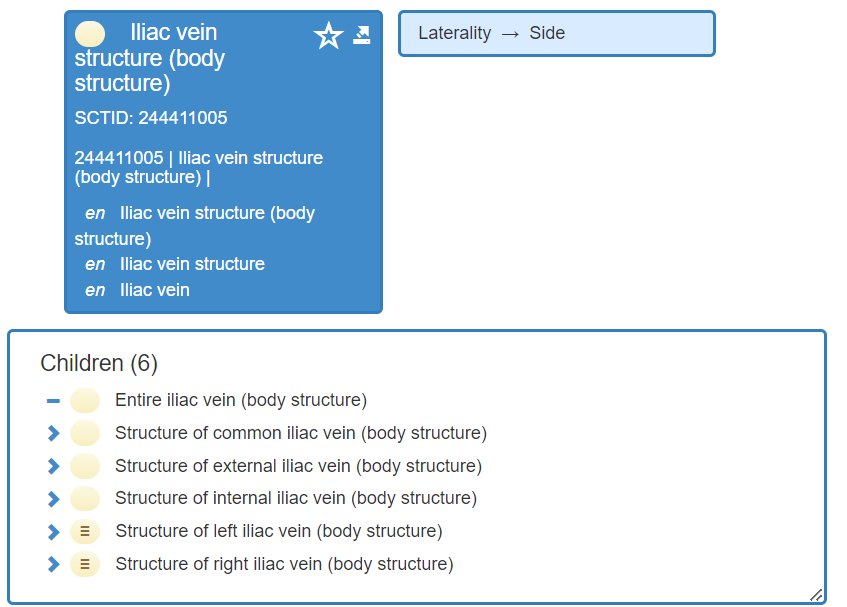 Iliac vein
structure (body
structure)
SCTID: 244411005
244411005 | Iliac vein structure
(body structure) |
en Iliac vein structure (body
structure)
en Iliac vein structure
en Iliac vein
Laterality → Side
Children (6)
Entire iliac vein (body structure)
Structure of common iliac vein (body structure)
Structure of external iliac vein (body structure)
Structure of internal iliac vein (body structure)
Structure of left iliac vein (body structure)
Structure of right iliac vein (body structure)